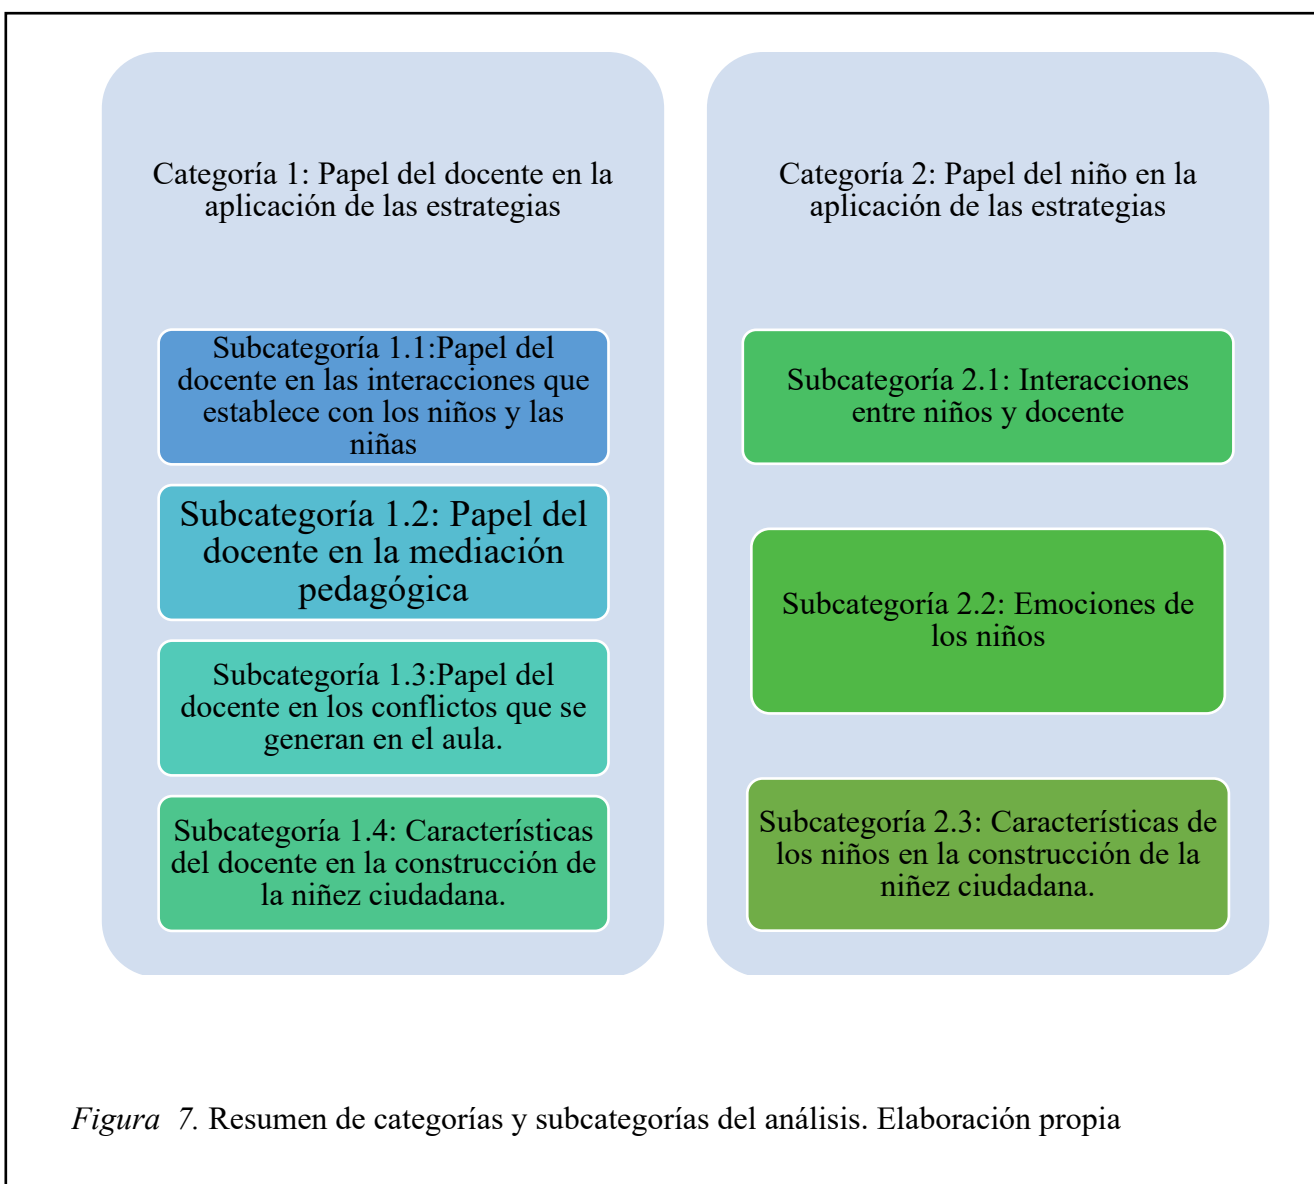 Categoría 1: Papel del docente en la
aplicación de las estrategias
Subcategoría 1.1:Papel del
docente en las interacciones que
establece con los niños y las
niñas
Subcategoría 1.2: Papel del
docente en la mediación
pedagógica
Subcategoría 1.3:Papel del
docente en los conflictos que se
generan en el aula.
Subcategoría 1.4: Características
del docente en la construcción de
la niñez ciudadana.
Categoría 2: Papel del niño en la
aplicación de las estrategias
Subcategoría 2.1: Interacciones
entre niños y docente
Subcategoría 2.2: Emociones de
los niños
Subcategoría 2.3: Características de
los niños en la construcción de la
niñez ciudadana.
Figura 7. Resumen de categorías y subcategorías del análisis. Elaboración propia